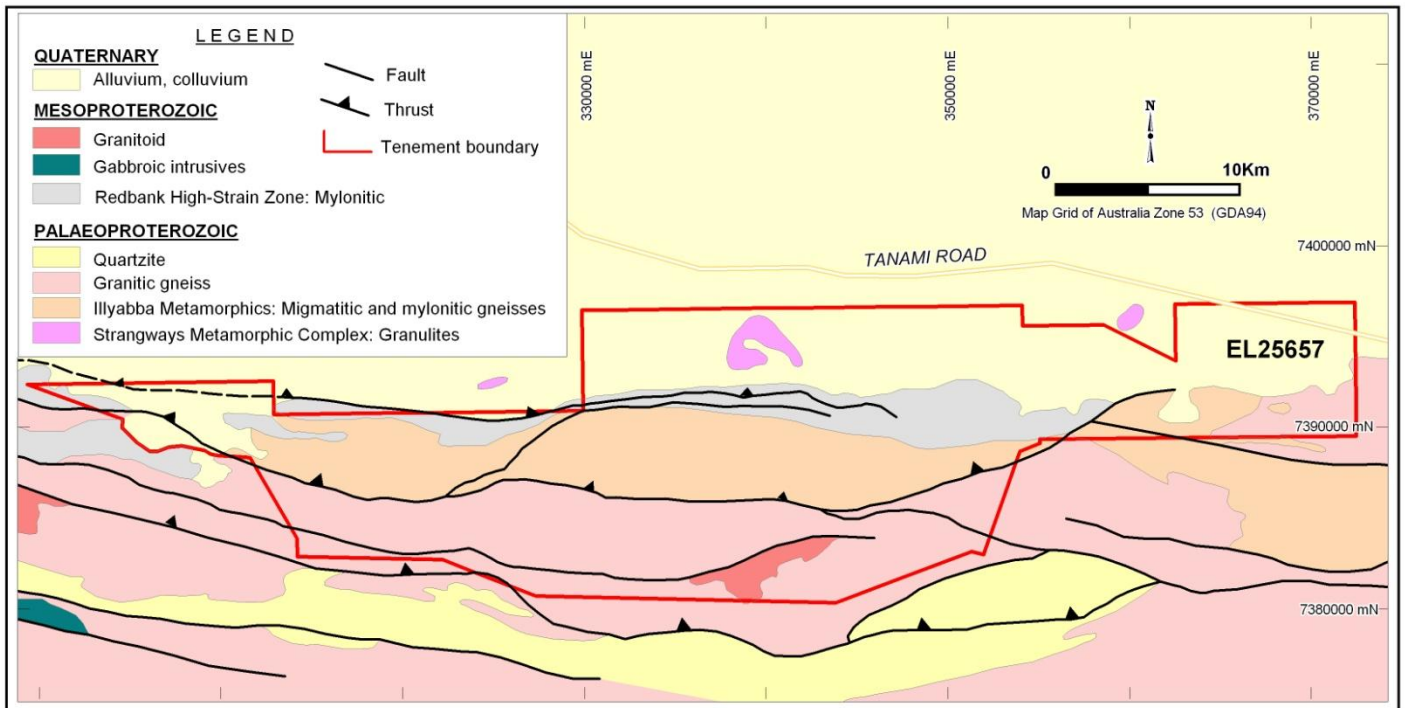 L E G E N D
QUATERNARY
Alluvium, colluvium
MESOPROTEROZOIC
Granitoid
Gabbroic intrusives
Redbank High-Strain Zone: Mylonitic
PALAEOPROTEROZOIC
Quartzite
Granitic gneiss
Illyabba Metamorphics: Migmatitic and mylonitic gneisses
Strangways Metamorphic Complex: Granulites
Fault
Thrust
Tenement boundary
330000 mE
350000 mE
370000 mE
N
0 10Km
Map Grid of Australia Zone 53 (GDA94)
7400000 mN
TANAMI ROAD
EL25657
7390000 mN
7380000 mN